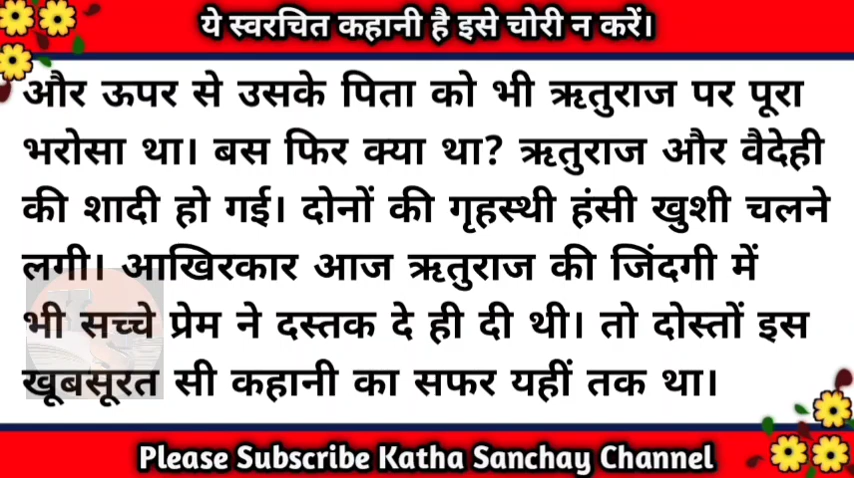 ये स्वरचित कहानी है इसे चोरी न करें।
और ऊपर से उसके पिता को भी ऋतुराज पर पूरा
भरोसा था। बस फिर क्या था? ऋतुराज और वैदेही
की शादी हो गई। दोनों की गृहस्थी हंसी खुशी चलने
लगी। आखिरकार आज ऋतुराज की जिंदगी में
भी सच्चे प्रेम ने दस्तक दे ही दी थी। तो दोस्तों इस
खूबसूरत सी कहानी का सफर यहीं तक था।
Please Subscribe Katha Sanchay Channel